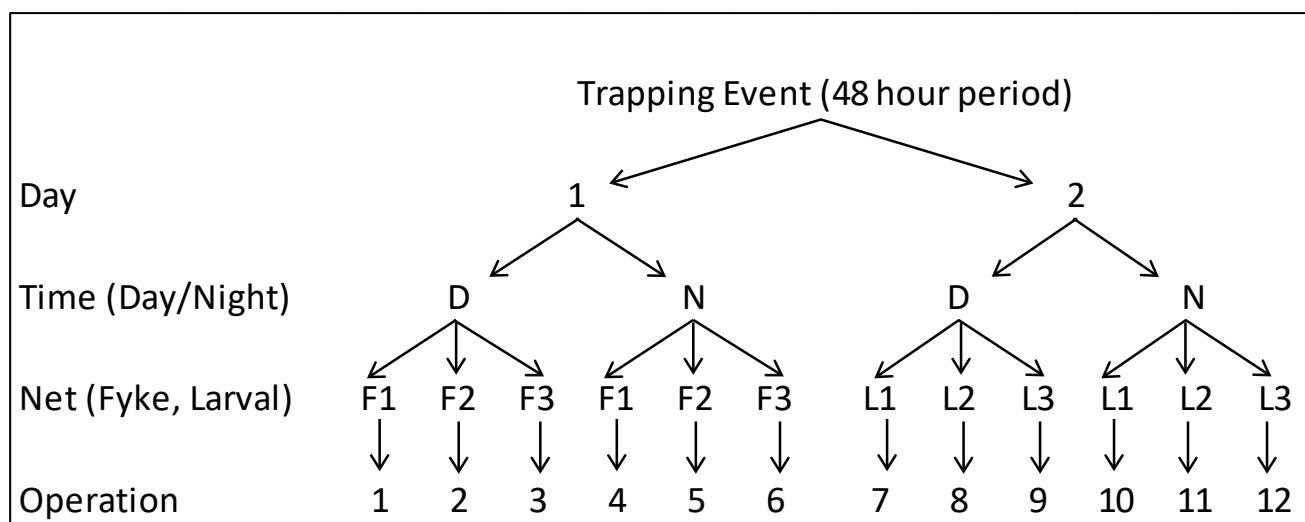 Trapping Event (48 hour period)
Day 1 2
Time (Day/Night) D N D N
Net (Fyke, Larval) F1 F2 F3 F1 F2 F3 L1 L2 L3 L1 L2 L3
Operation 1 2 3 4 5 6 7 8 9 10 11 12